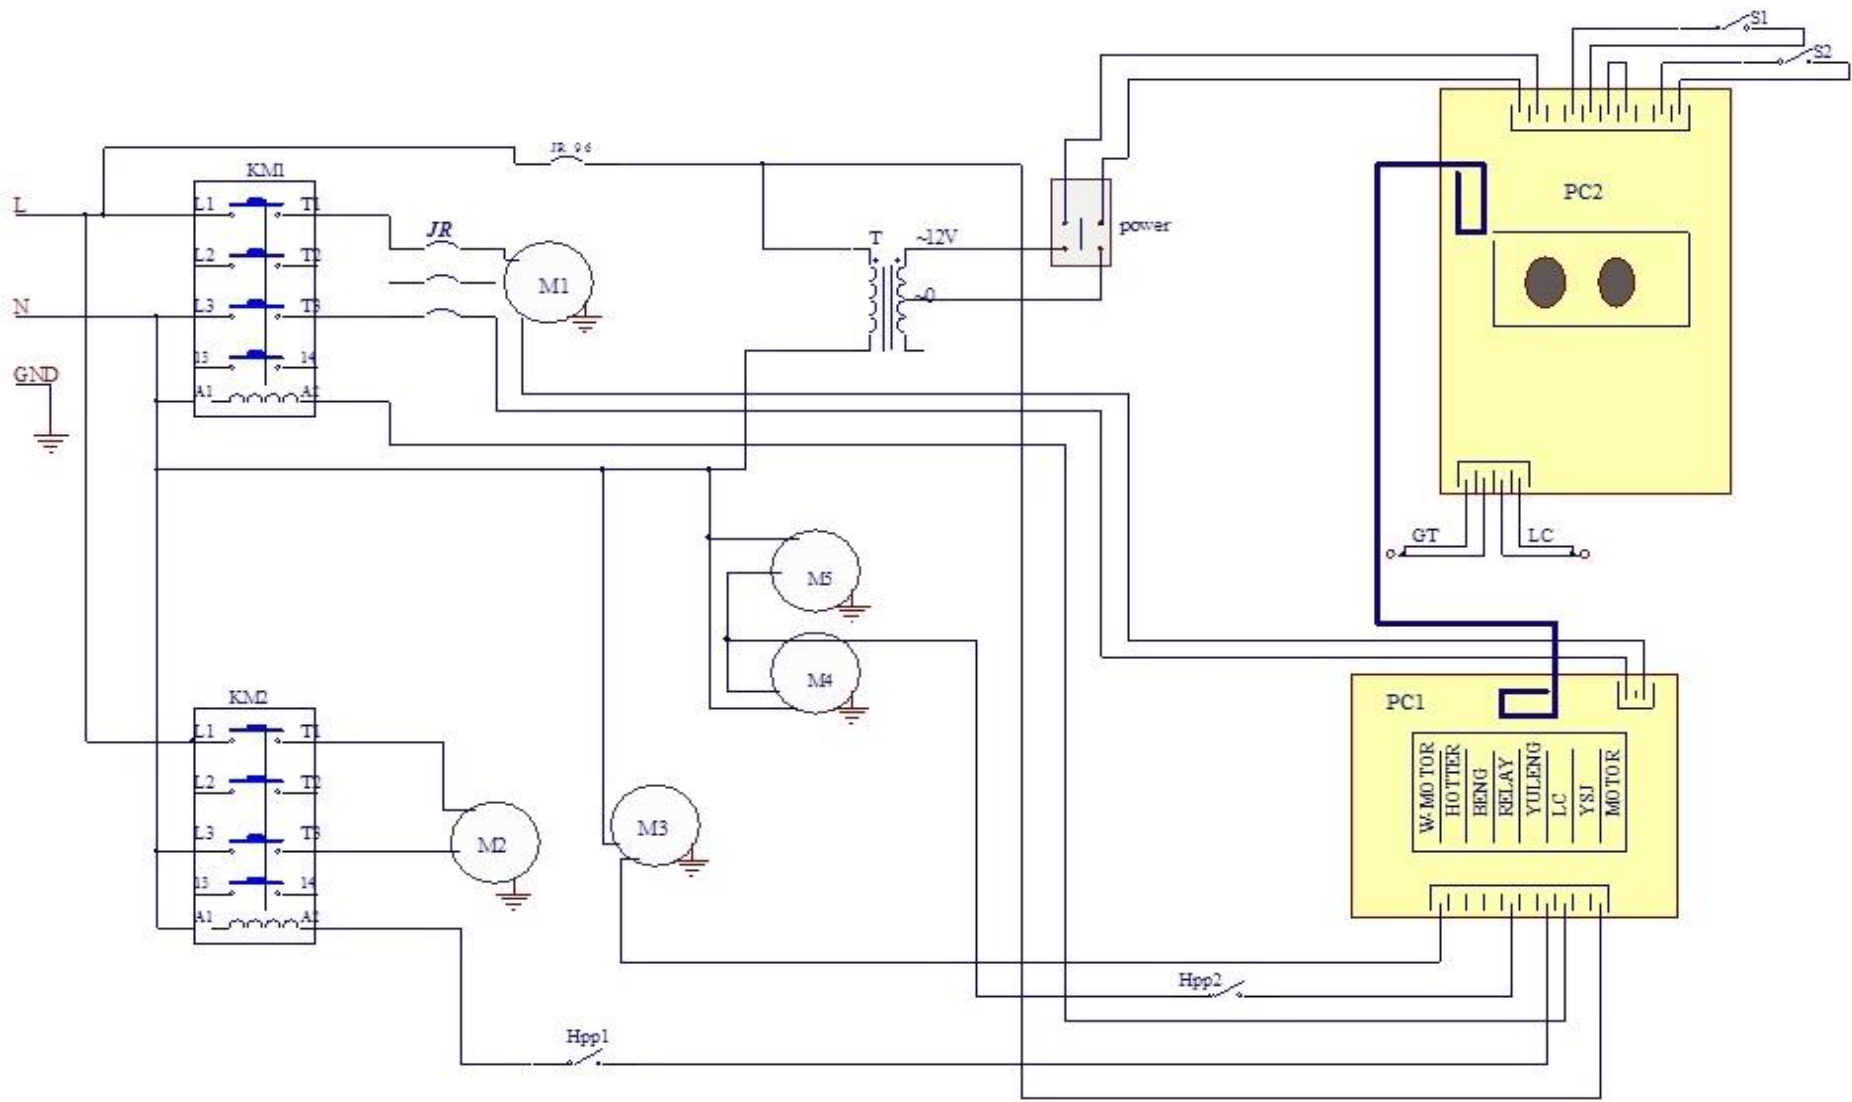 S1
S2
JR 96
KM1
PC2
L
L1
T1
JR
power
T
~12V
L2
T2
M1
~0
N
L3
T3
13
14
GND
A1
A2
GT
LC
M5
M4
KM2
PC1
L1
T1
W-MOTOR
HOTTER
BENG
RELAY
YULENG
LC
YSJ
MOTOR
L2
T2
M3
L3
T3
M2
13
14
A1
A2
Hpp2
Hpp1